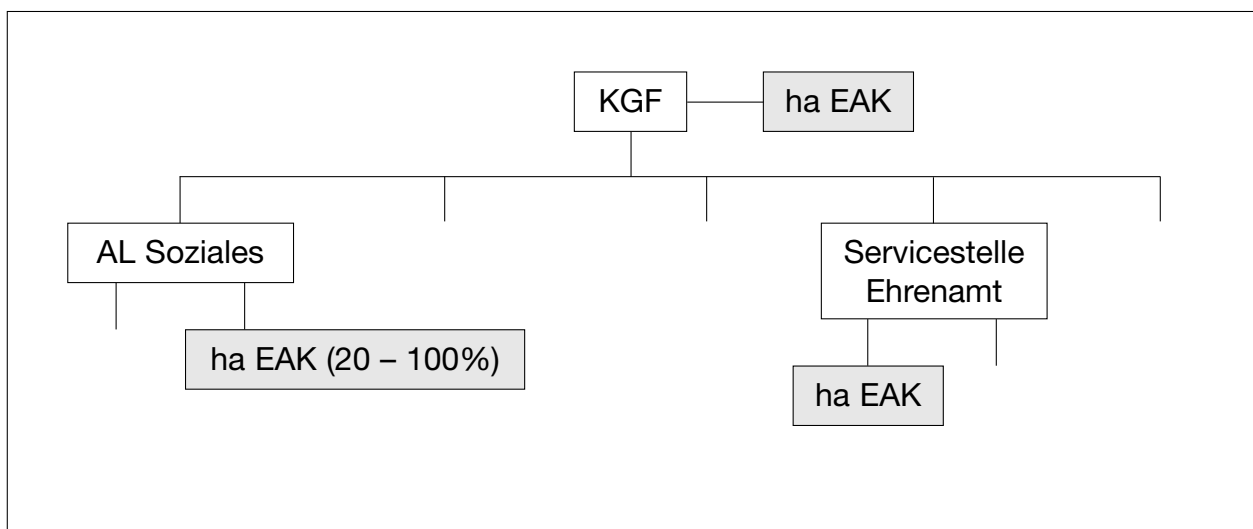 KGF
ha EAK
AL Soziales
Servicestelle
Ehrenamt
ha EAK (20 – 100%)
ha EAK